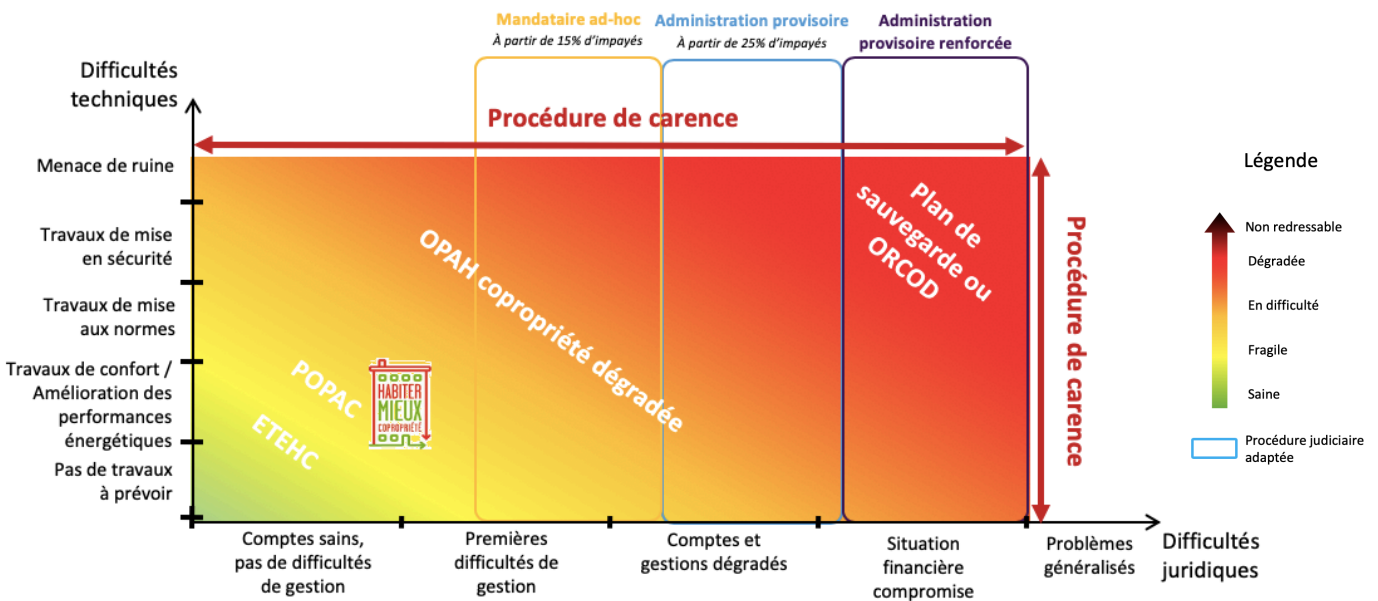 Mandataire ad-hoc
À partir de 15% d'impayés
Administration provisoire
À partir de 25% d'impayés
Administration
provisoire renforcée
Difficultés
techniques
Procédure de carence
Menace de ruine
Travaux de mise
en sécurité
Travaux de mise
aux normes
Travaux de confort /
Amélioration des
performances
énergétiques
Pas de travaux
à prévoir
Plan de
sauvegarde ou
ORCOD
OPAH copropriété dégradée
POPAC
HABITER
MIEUX
COPROPRIÉTÉ
ETEHC
Procédure de carence
Légende
Non redressable
Dégradée
En difficulté
Fragile
Saine
Procédure judiciaire
adaptée
Comptes sains,
pas de difficultés
de gestion
Premières
difficultés de
gestion
Comptes et
gestions dégradés
Situation
financière
compromise
Problèmes
généralisés
Difficultés
juridiques